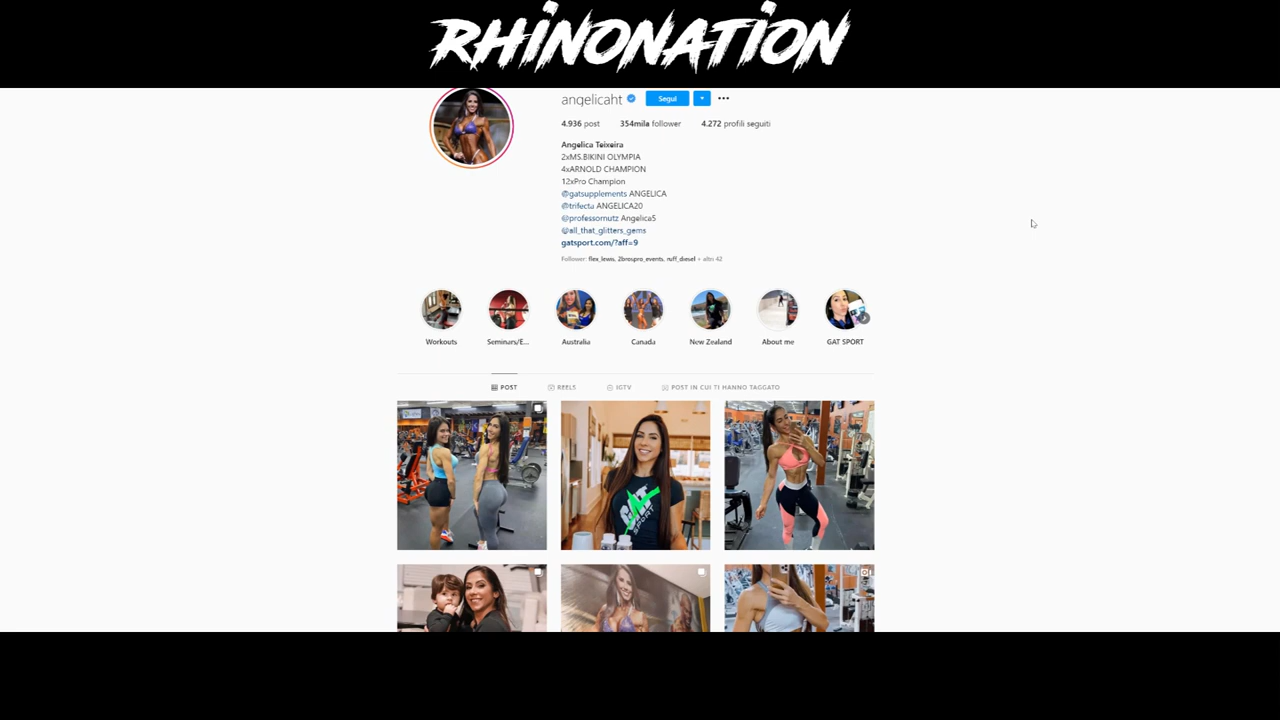 RHINONATION
angelicaht
Segui
4.936 post 354mila follower 4.272 profili seguiti
Angelica Teixeira
2xMS.BIKINI OLYMPIA
4xARNOLD CHAMPION
12xPro Champion
@gatsupplements ANGELICA
@trifecta ANGELICA20
@professornutz Angelica5
@all_that_glitters_gems
gatsport.com/?aff=9
Follower: flex_lewis, 2brospro_events, ruff_diesel e altri 42
Workouts Seminars/E... Australia Canada New Zealand About me GAT SPORT
POST REELS IGTV POST IN CUI TI HANNO TAGGATO
GAT
SPORT